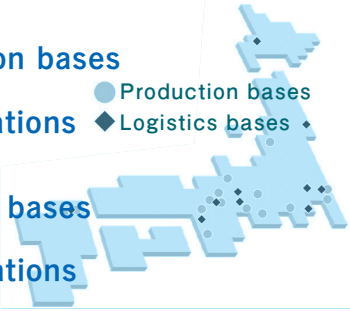 on bases
Production bases
ations
Logistics bases
bases
ations